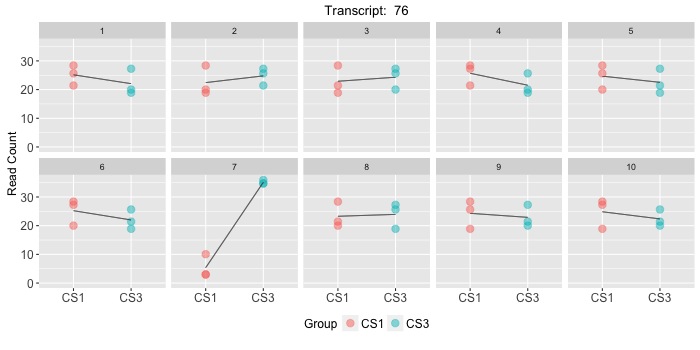 Transcript: 76
1 2 3 4 5
30
20
10
0
Read Count
6 7 8 9 10
30
20
10
0
CS1 CS3 CS1 CS3 CS1 CS3 CS1 CS3 CS1 CS3
Group CS1 CS3